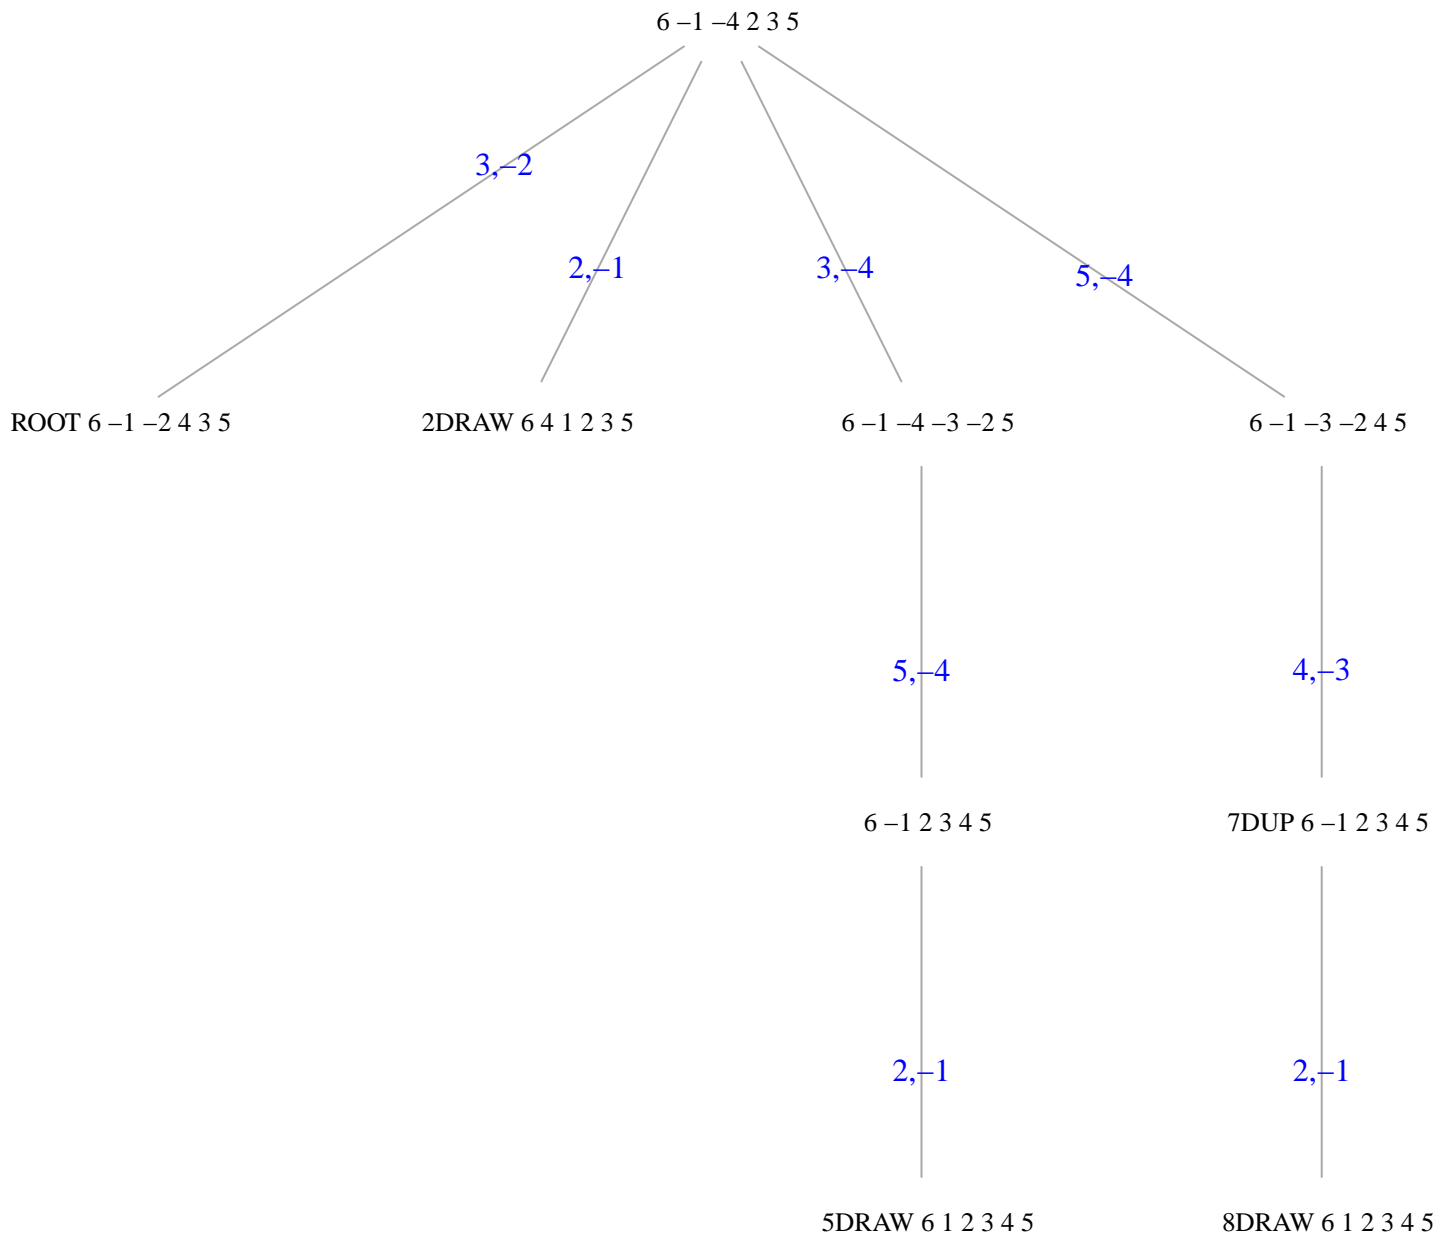 6 –1 –4 2 3 5
3,–2
2,–1
3,–4
5,–4
ROOT 6 –1 –2 4 3 5
2DRAW 6 4 1 2 3 5
6 –1 –4 –3 –2 5
6 –1 –3 –2 4 5
5,–4
4,–3
6 –1 2 3 4 5
7DUP 6 –1 2 3 4 5
2,–1
2,–1
5DRAW 6 1 2 3 4 5
8DRAW 6 1 2 3 4 5